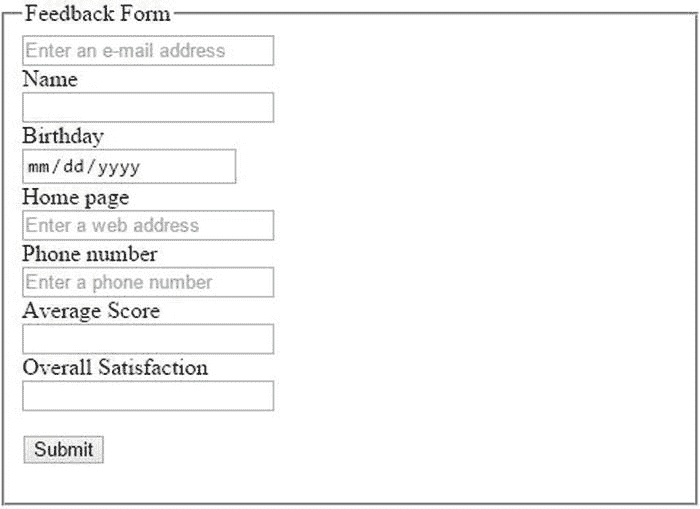 Feedback Form
Enter an e-mail address
Name
Birthday
mm/dd/yyyy
Home page
Enter a web address
Phone number
Enter a phone number
Average Score
Overall Satisfaction
Submit